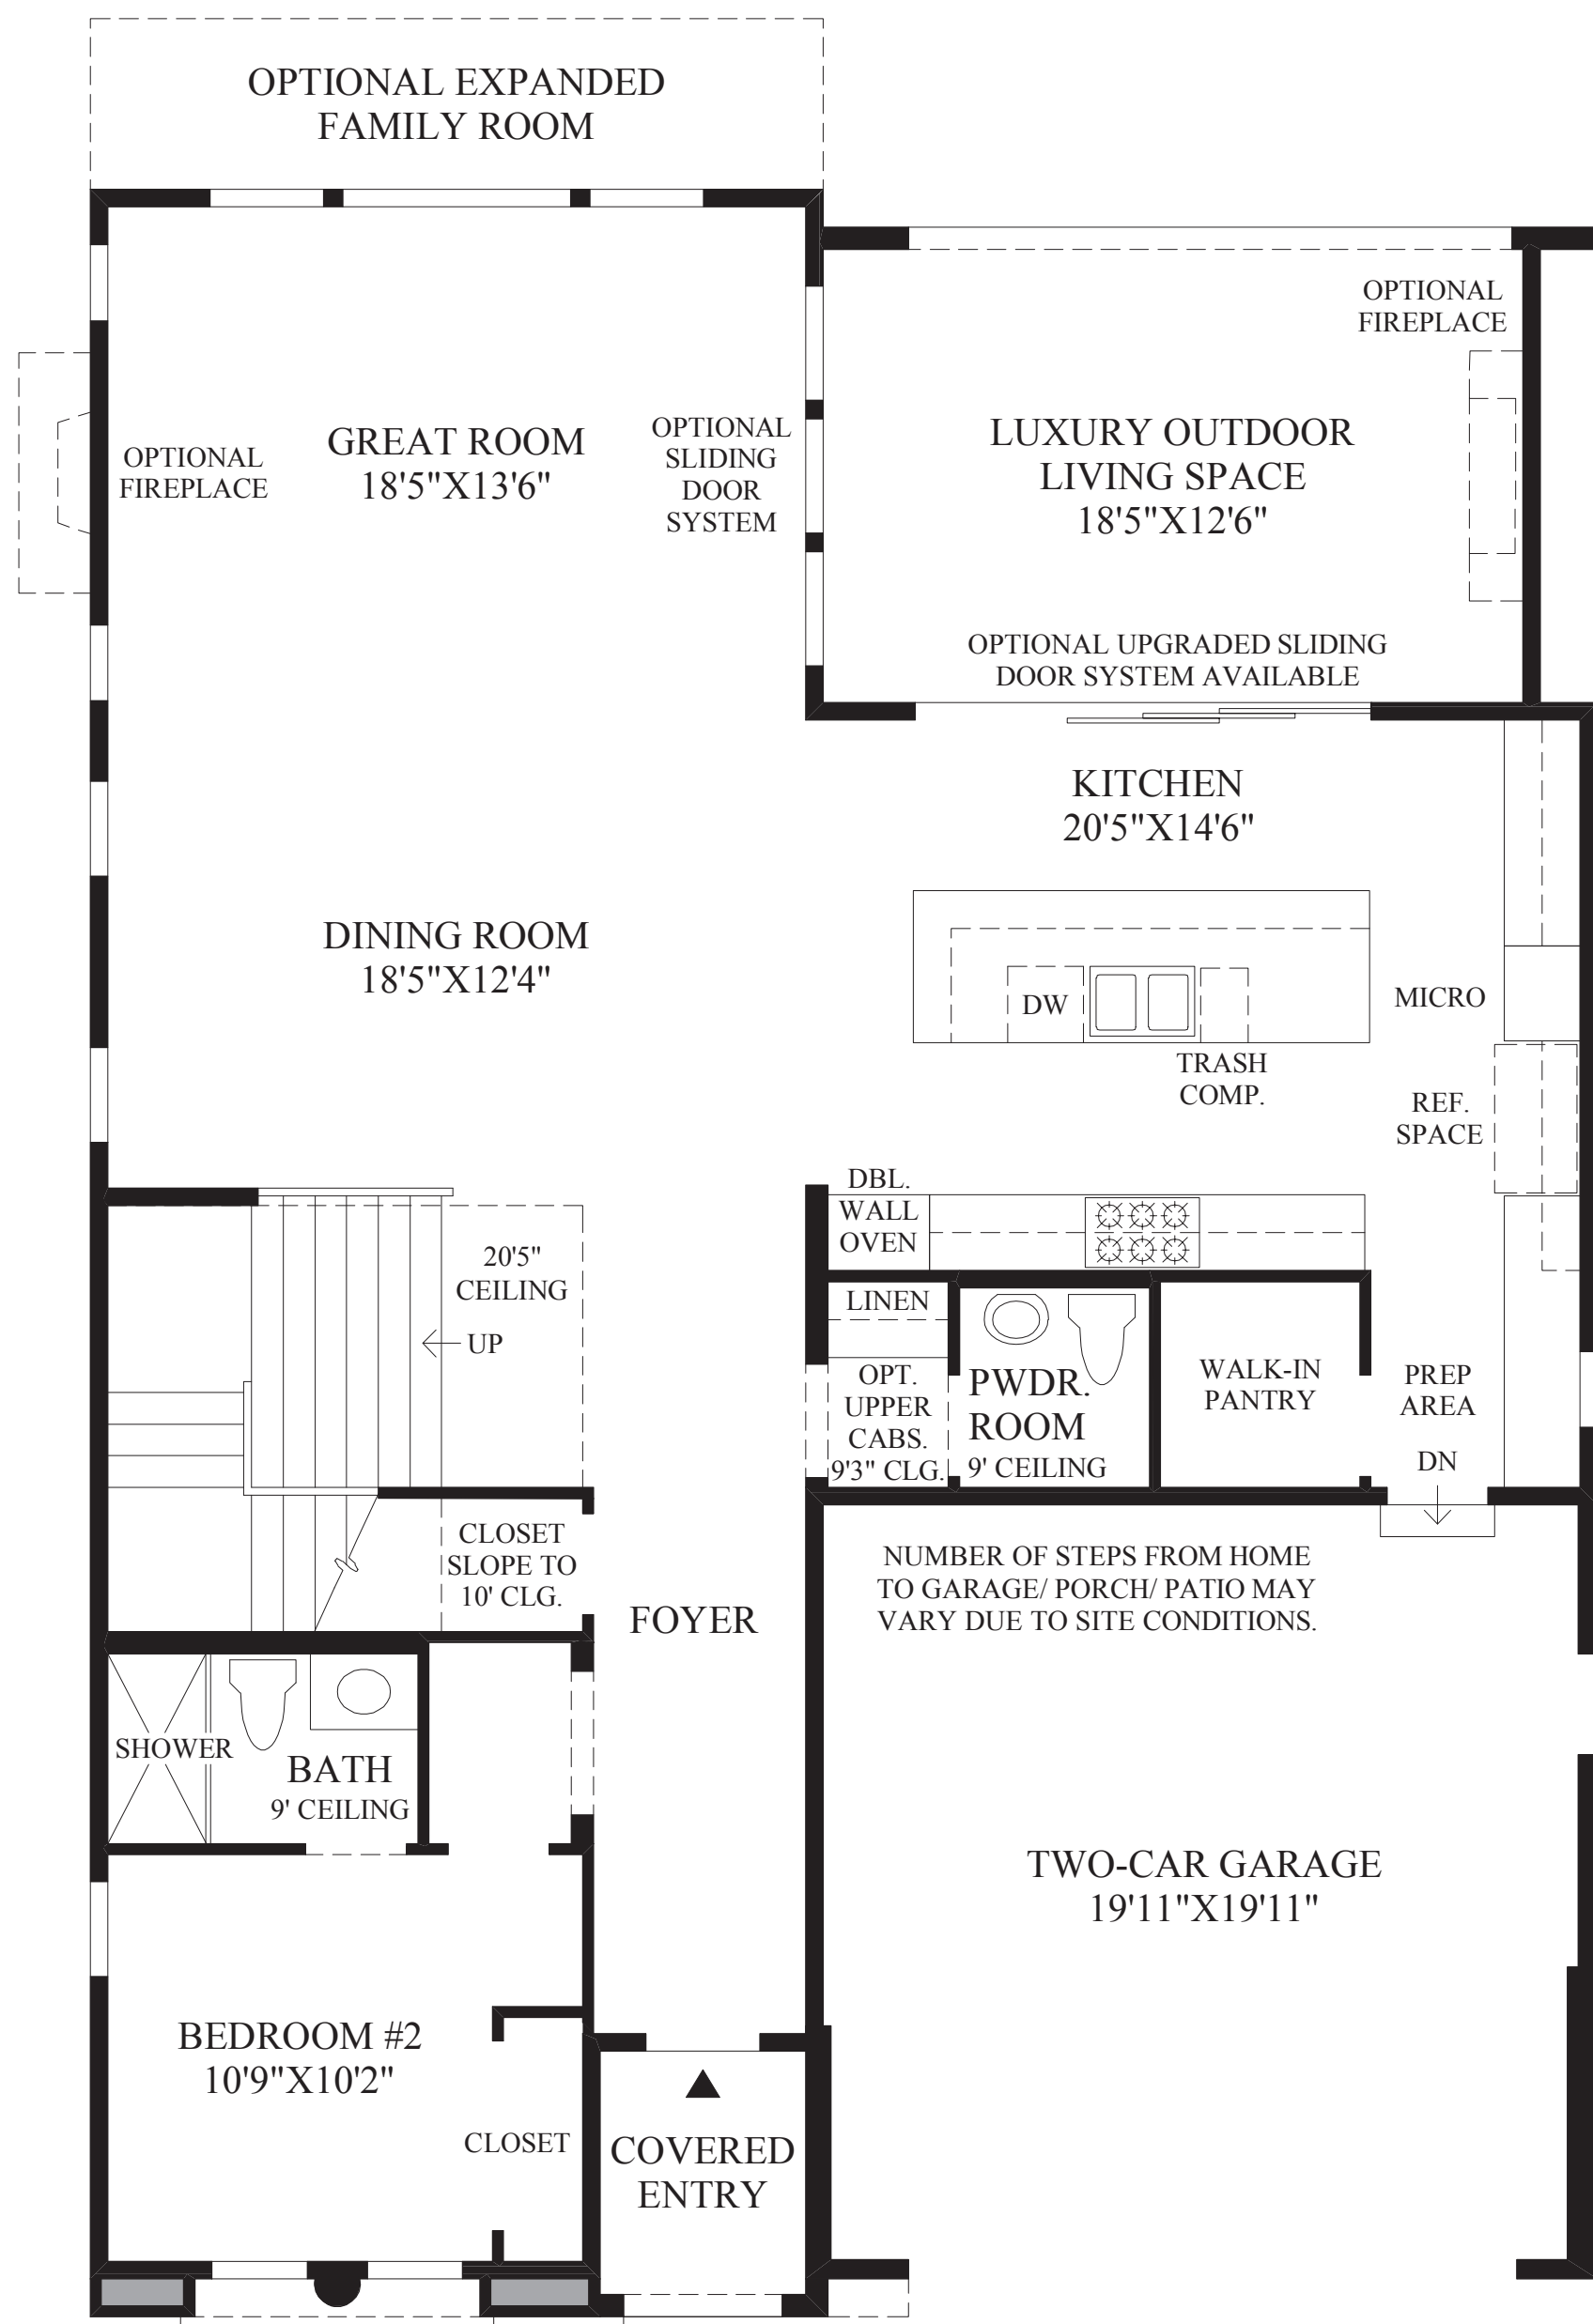 OPTIONAL EXPANDED
FAMILY ROOM
OPTIONAL
FIREPLACE
GREAT ROOM
18'5"X13'6"
OPTIONAL
SLIDING
DOOR
SYSTEM
OPTIONAL
FIREPLACE
LUXURY OUTDOOR
LIVING SPACE
18'5"X12'6"
OPTIONAL UPGRADED SLIDING
DOOR SYSTEM AVAILABLE
KITCHEN
20'5"X14'6"
DINING ROOM
18'5"X12'4"
DW
MICRO
TRASH
COMP.
REF.
SPACE
DBL.
WALL
OVEN
20'5"
CEILING
UP
LINEN
OPT.
UPPER
CABS.
9'3" CLG.
PWDR.
ROOM
9' CEILING
WALK-IN
PANTRY
PREP
AREA
DN
CLOSET
SLOPE TO
10' CLG.
FOYER
NUMBER OF STEPS FROM HOME
TO GARAGE/ PORCH/ PATIO MAY
VARY DUE TO SITE CONDITIONS.
SHOWER
BATH
9' CEILING
TWO-CAR GARAGE
19'11"X19'11"
BEDROOM #2
10'9"X10'2"
CLOSET
COVERED
ENTRY